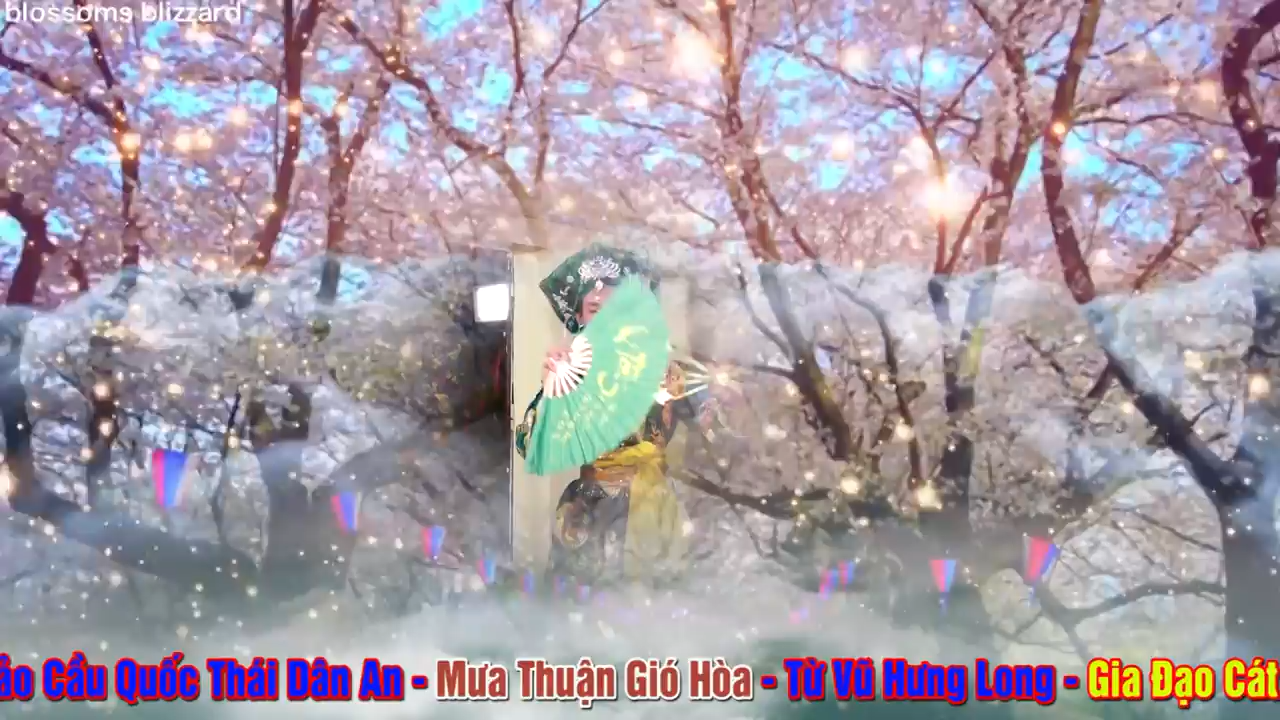 blossoms blizzard
Cầu Quốc Thái Dân An - Mưa Thuận Gió Hòa - Từ Vũ Hưng Long - Gia Đạo Cát